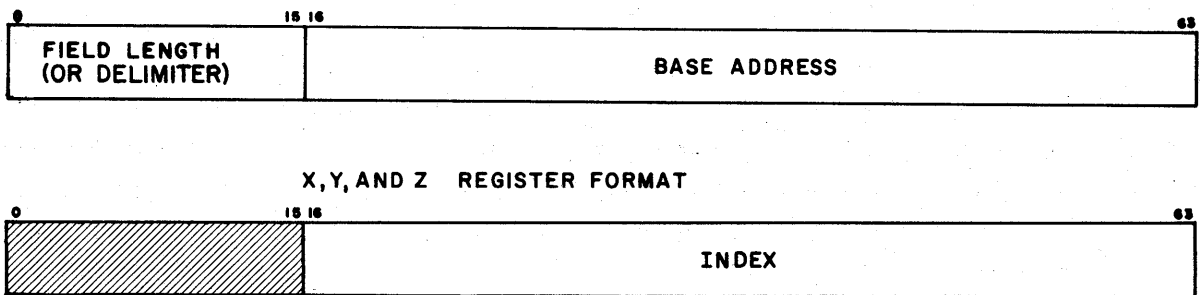 0 15 16 63
FIELD LENGTH
(OR DELIMITER)
BASE ADDRESS
X, Y, AND Z REGISTER FORMAT
0 15 16 63
INDEX